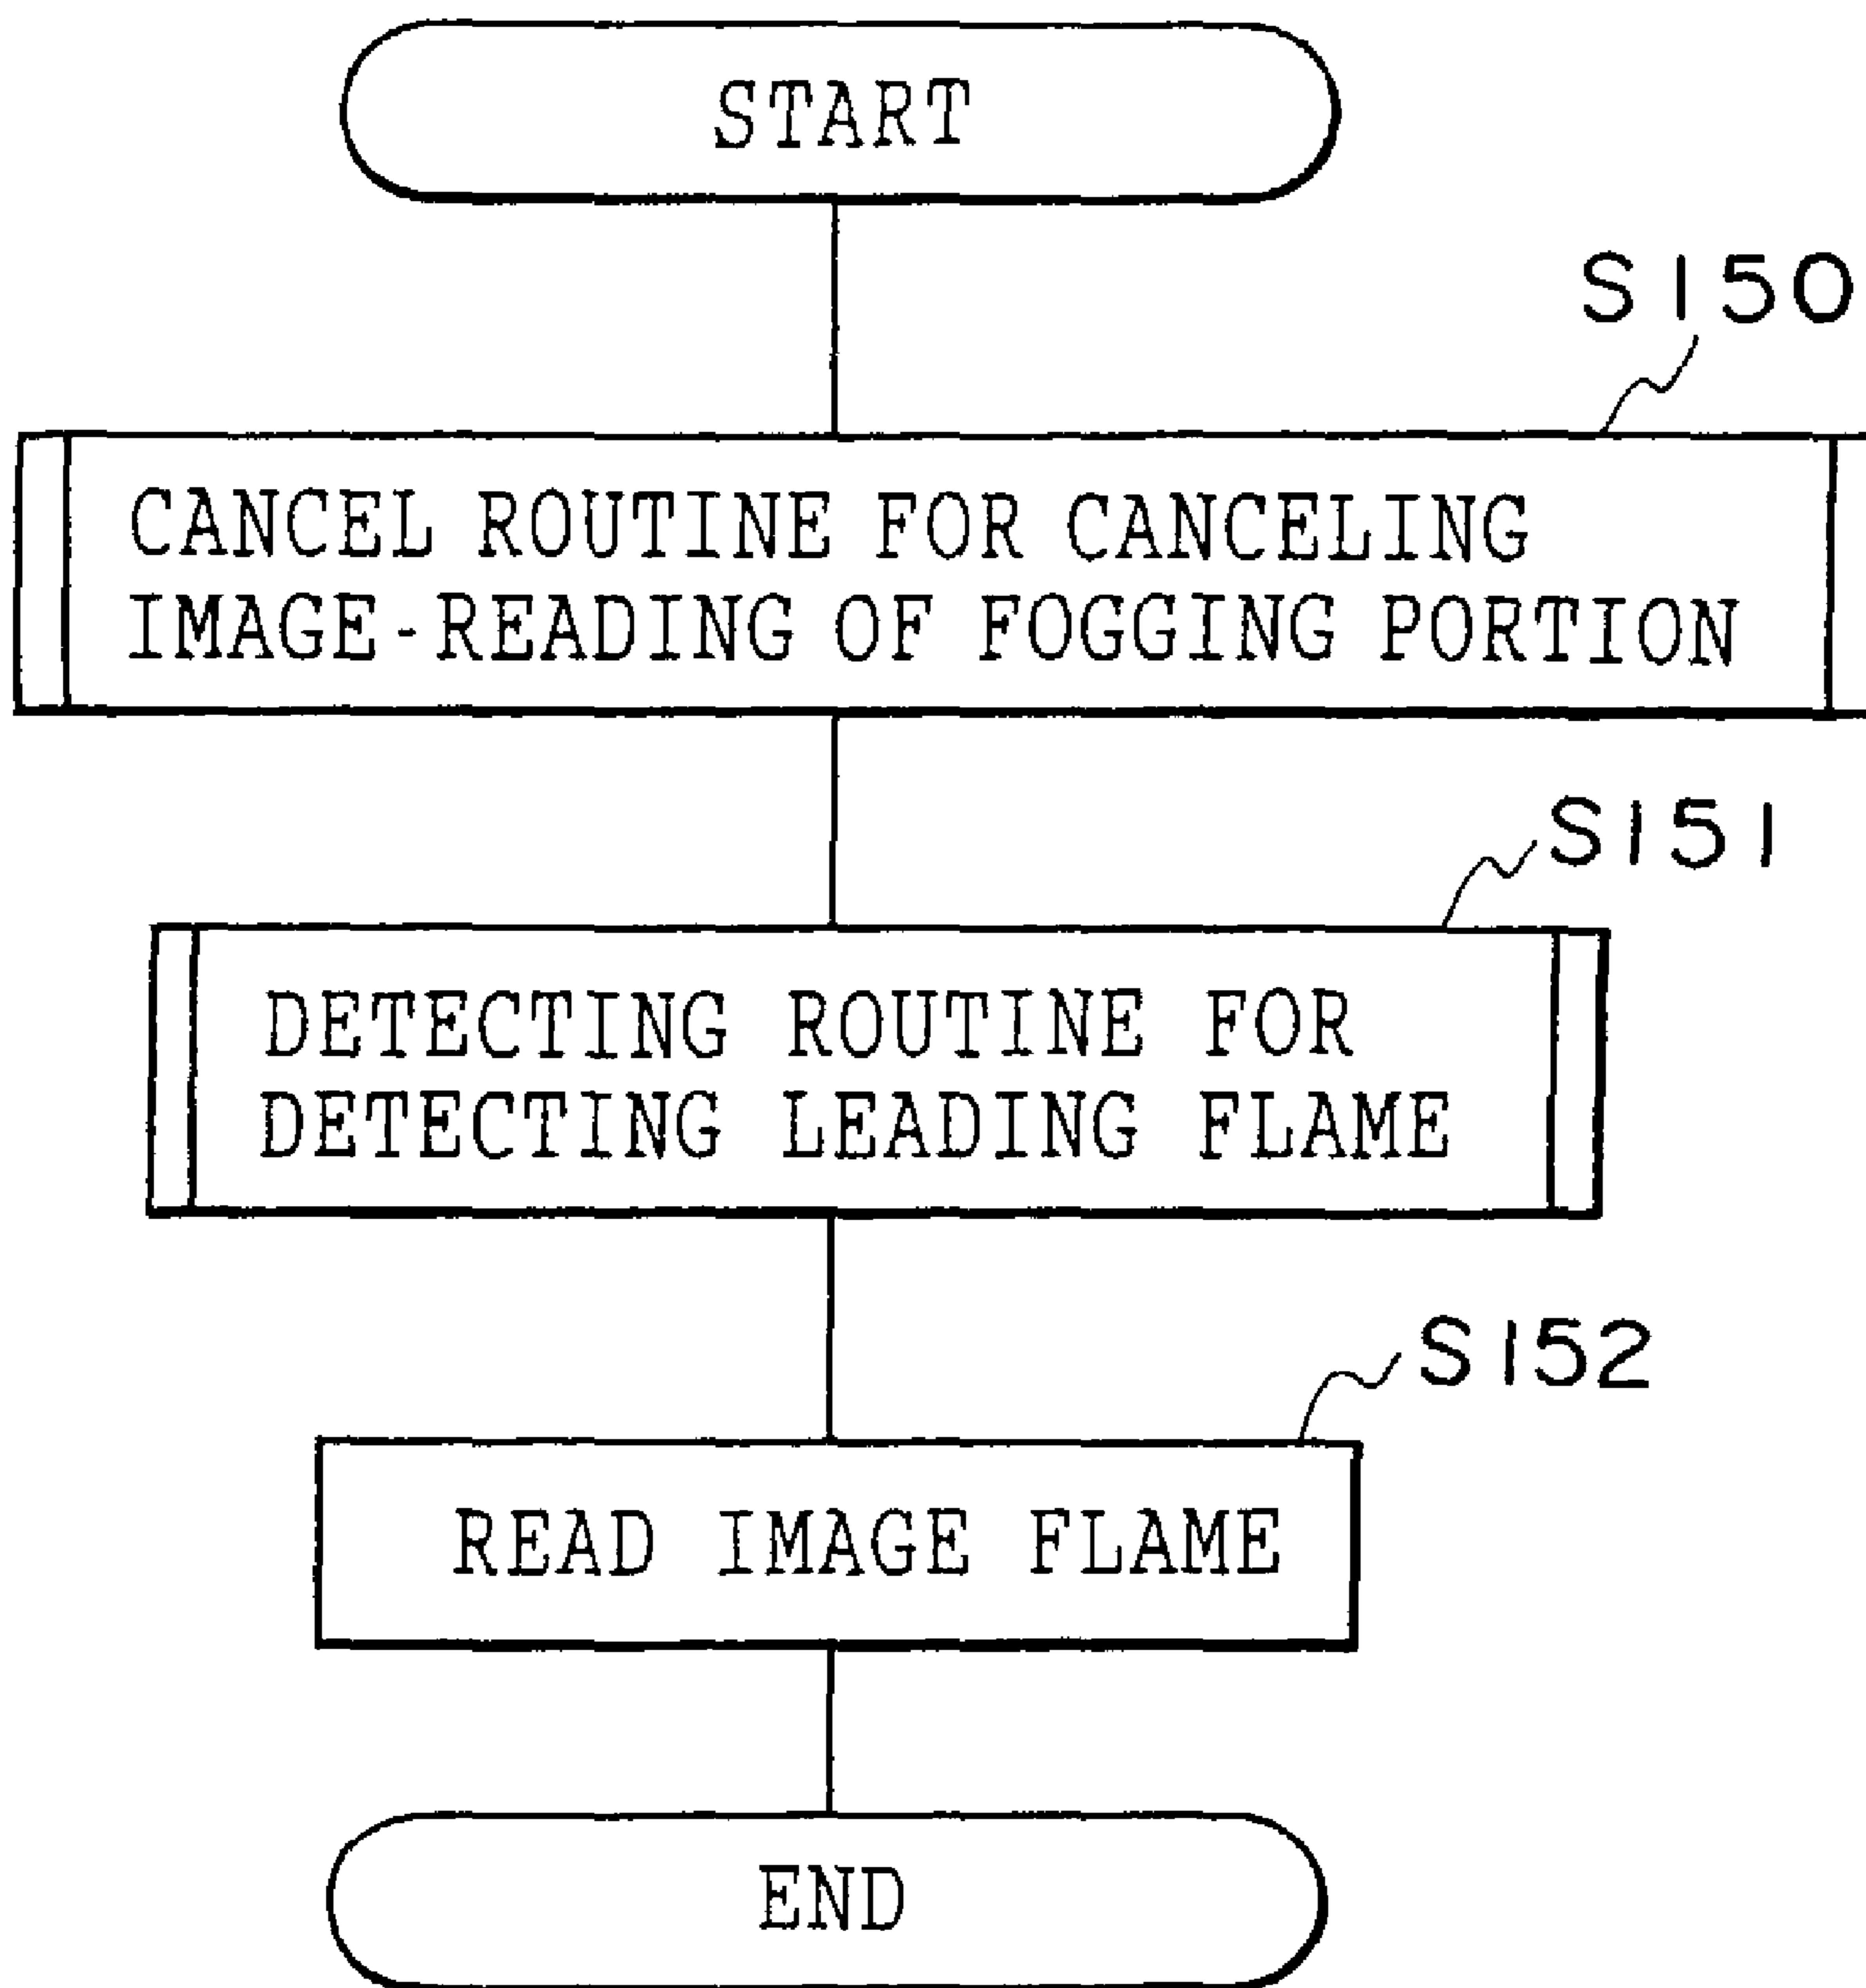 START
S150
CANCEL ROUTINE FOR CANCELING
IMAGE-READING OF FOGGING PORTION
S151
DETECTING ROUTINE FOR
DETECTING LEADING FLAME
S152
READ IMAGE FLAME
END